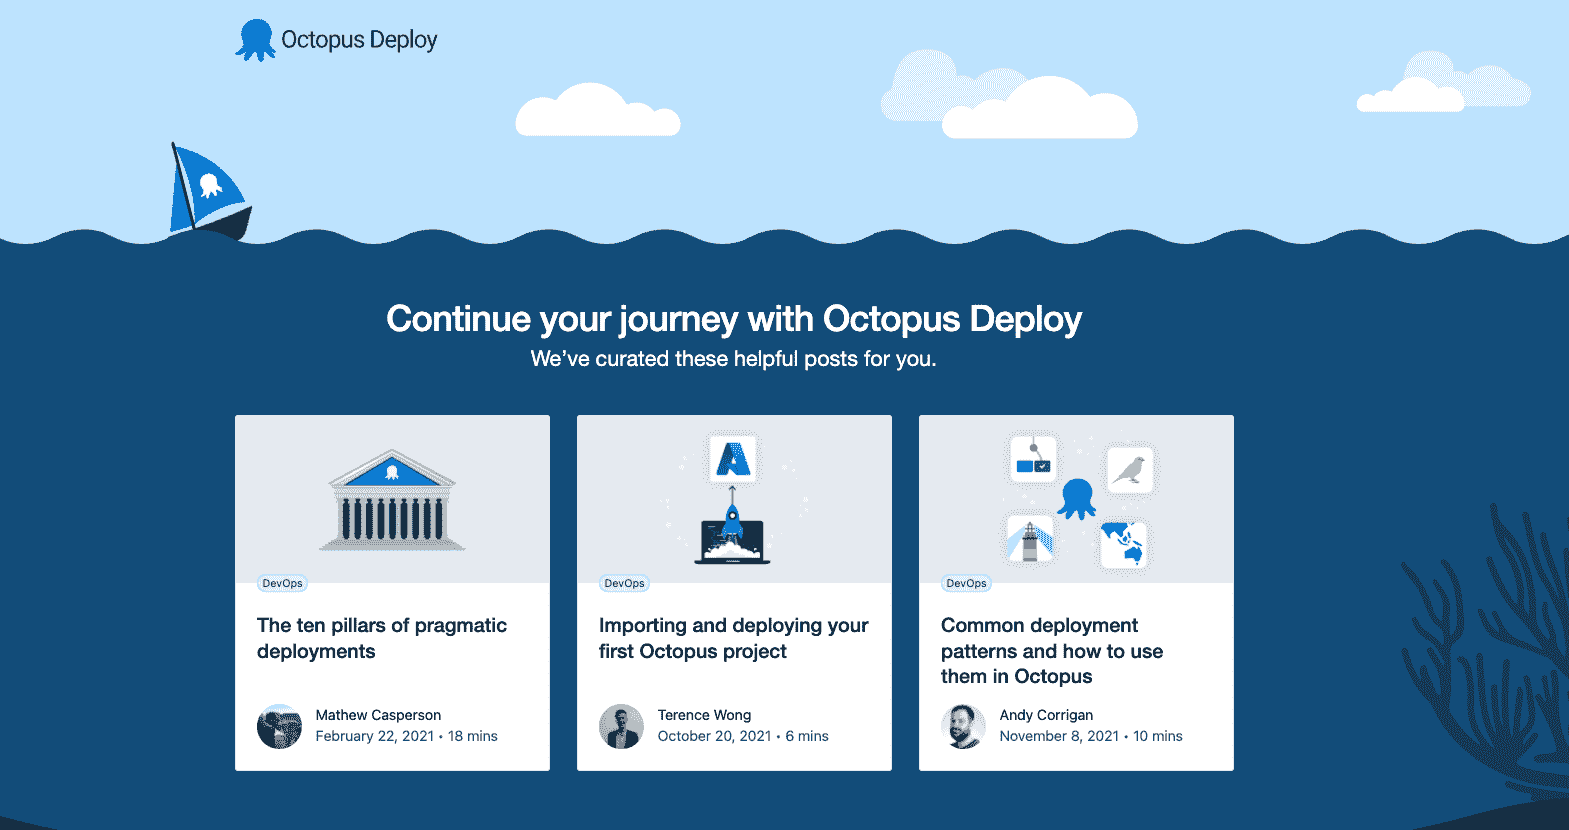 Octopus Deploy
Continue your journey with Octopus Deploy
We've curated these helpful posts for you.
DevOps
The ten pillars of pragmatic
deployments
Mathew Casperson
February 22, 2021 • 18 mins
DevOps
Importing and deploying your
first Octopus project
Terence Wong
October 20, 2021 • 6 mins
DevOps
Common deployment
patterns and how to use
them in Octopus
Andy Corrigan
November 8, 2021 • 10 mins